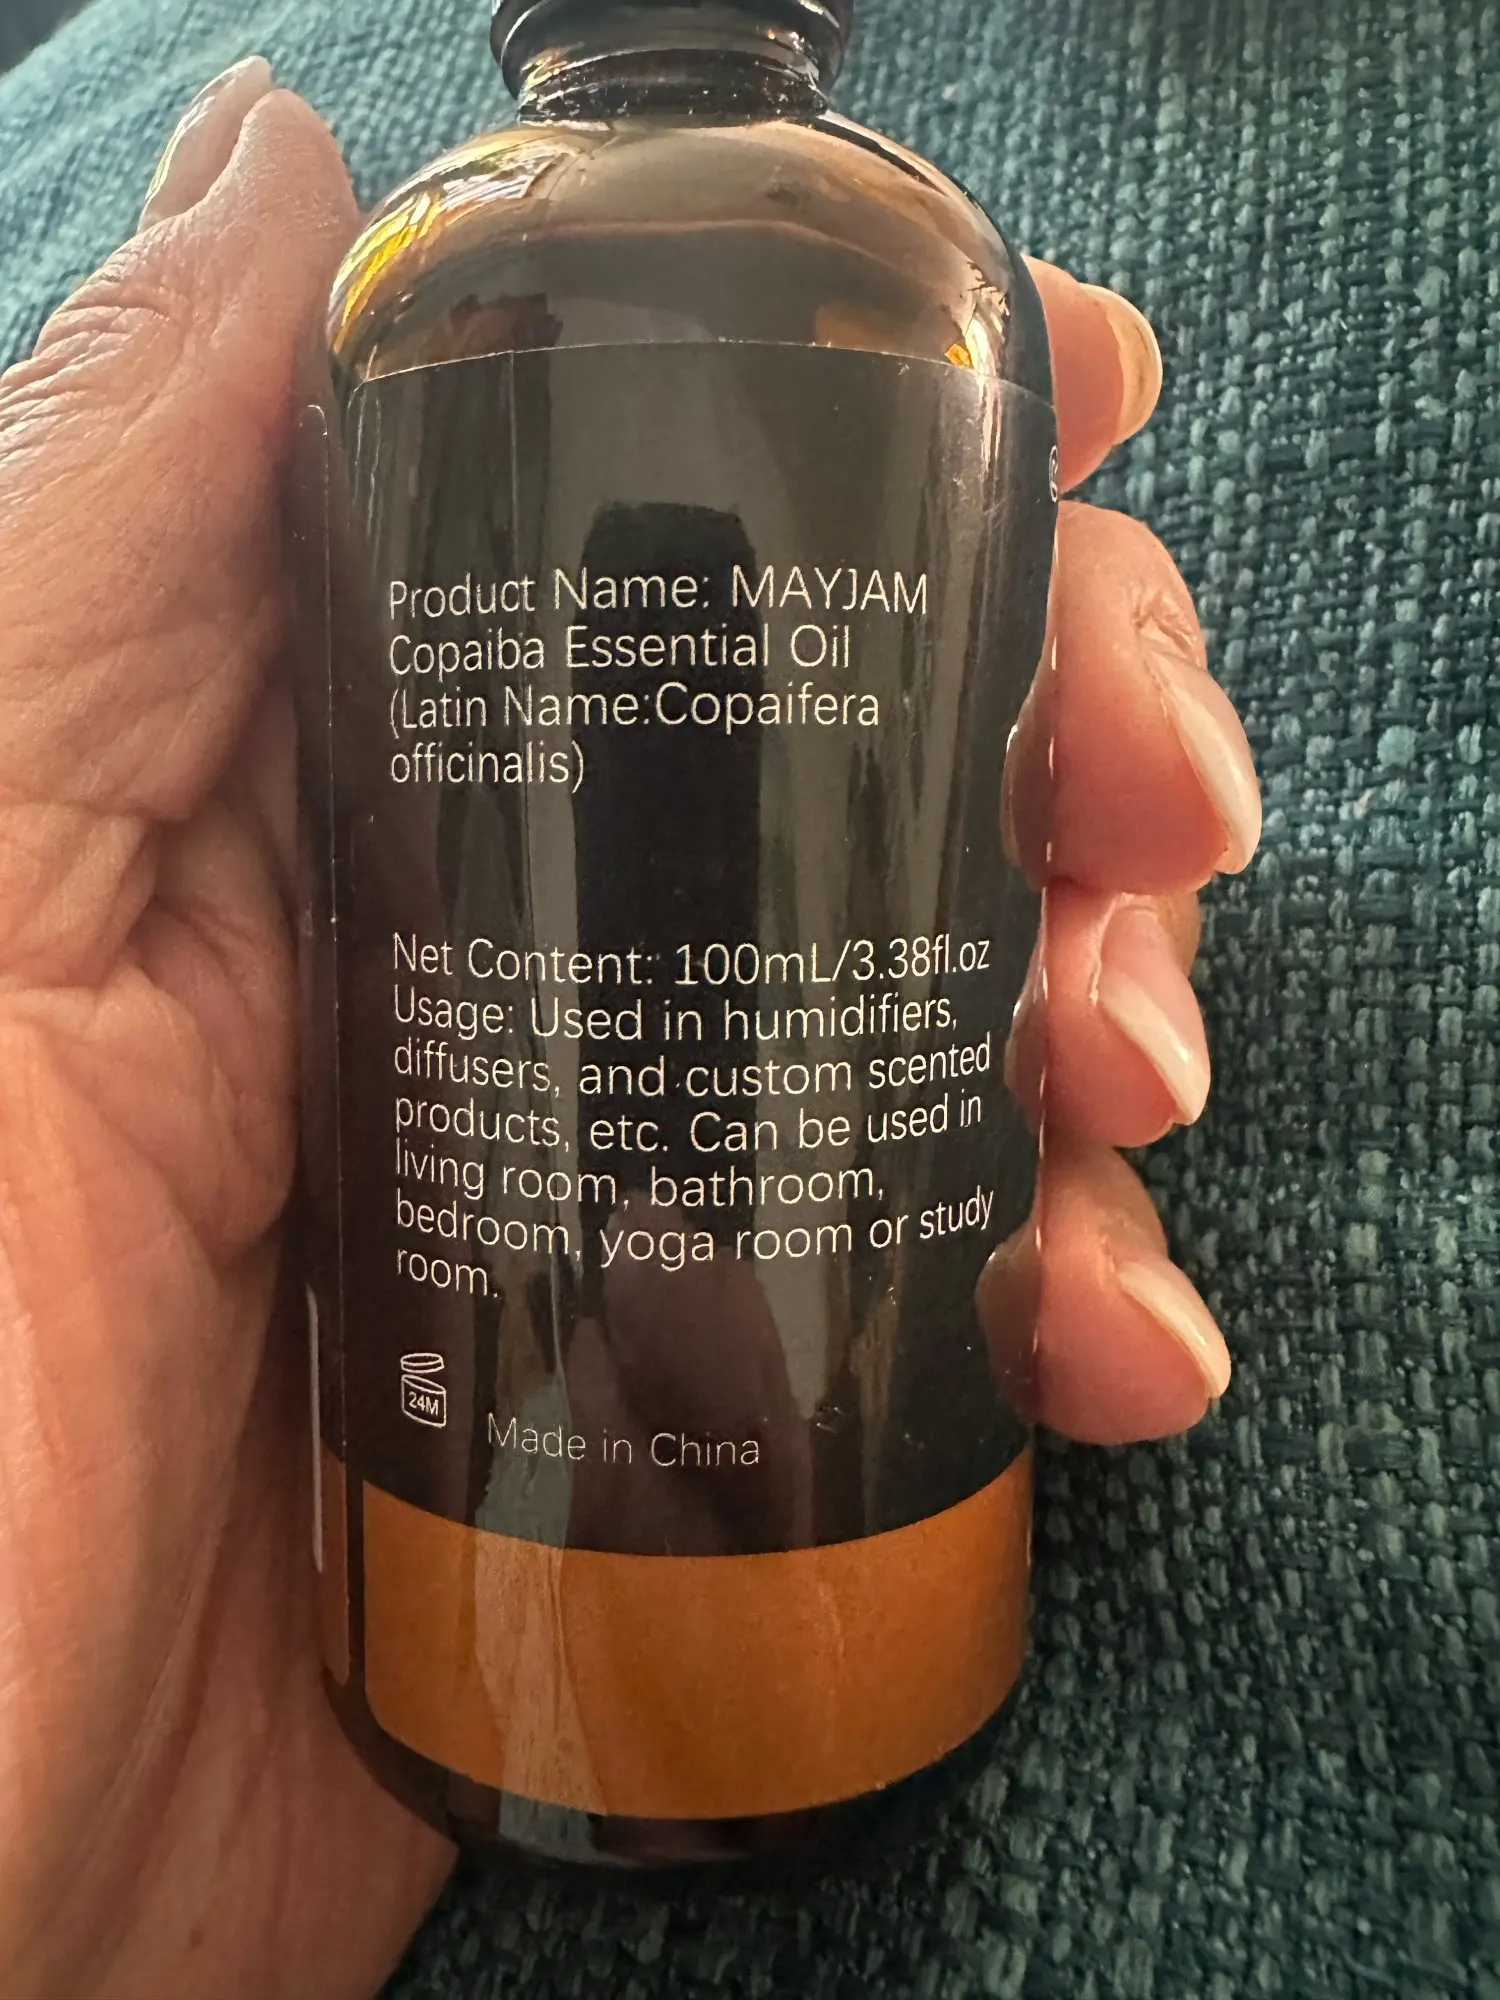 Product Name: MAYJAM
Copaiba Essential Oil
(Latin Name:Copaifera
officinalis)
Net Content: 100mL/3.38fl.oz
Usage: Used in humidifiers,
diffusers, and custom scented
products, etc. Can be used in
living room, bathroom,
bedroom, yoga room or study
room.
24M
Made in China